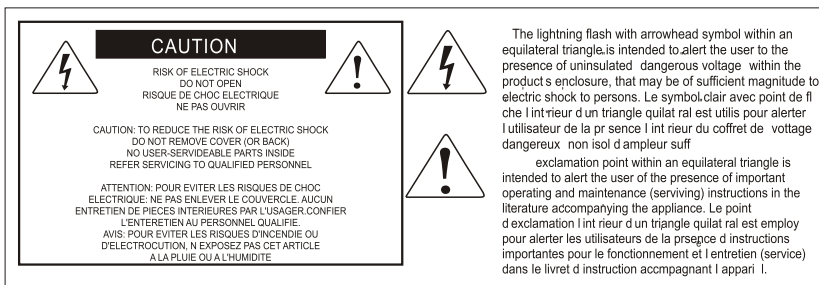 CAUTION
RISK OF ELECTRIC SHOCK
DO NOT OPEN
RISQUE DE CHOC ELECTRIQUE
NE PAS OUVRIR
CAUTION: TO REDUCE THE RISK OF ELECTRIC SHOCK
DO NOT REMOVE COVER (OR BACK)
NO USER-SERVIDEABLE PARTS INSIDE
REFER SERVICING TO QUALIFIED PERSONNEL
ATTENTION: POUR EVITER LES RISQUES DE CHOC
ELECTRIQUE: NE PAS ENLEVER LE COUVERCLE. AUCUN
ENTRETIEN DE PIECES INTERIEURES PAR L'USAGER.CONFIER
L'ENTERETIEN AU PERSONNEL QUALIFIE.
AVIS: POUR EVITER LES RISQUES D'INCENDIE OU
D'ELECTROCUTION, N EXPOSEZ PAS CET ARTICLE
A LA PLUIE OU A L'HUMIDITE
The lightning flash with arrowhead symbol within an
equilateral triangle.is intended to.alert the user to the
presence of uninsulated dangerous voltage within the
product s enclosure, that may be of sufficient magnitude to
electric shock to persons. Le symbol.clair avec point de fl
che l int rieur d un triangle quilat ral est utilis pour alerter
l utilisateur de la pr sence l int rieur du coffret de vottage
dangereux non isol d ampleur suff
exclamation point within an equilateral triangle is
intended to alert the user of the presence of important
operating and maintenance (serviving) instructions in the
literature accompanying the appliance. Le point
d exclamation l int rieur d un triangle quilat ral est employ
pour alerter les utilisateurs de la presence d instructions
importantes pour le fonctionnement et l entretien (service)
dans le livret d instruction accmpagnant l appari l.